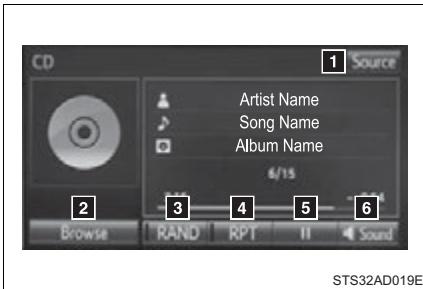 CD
1 Source
Artist Name
Song Name
Album Name
6/15
2 3 4 5 6
Browse RAND RPT II Sound
STS32AD019E